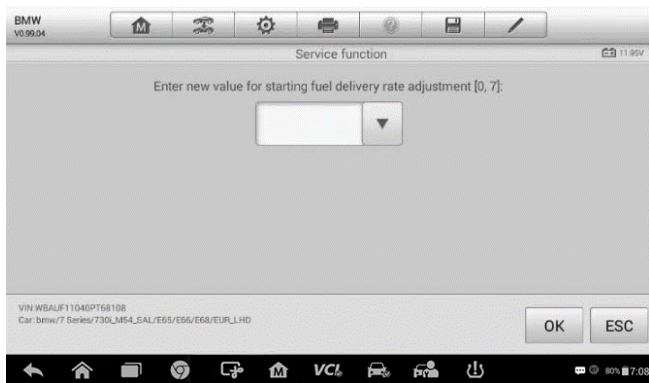 BMW
V0.99.04
Service function
11.95V
Enter new value for starting fuel delivery rate adjustment [0, 7]:
VIN:WBAUF11040PT68108
Car: bmw/7 Series/730i_M54_SAL/E65/E66/E68/EUR_LHD
OK ESC
VCI
80% 7:08